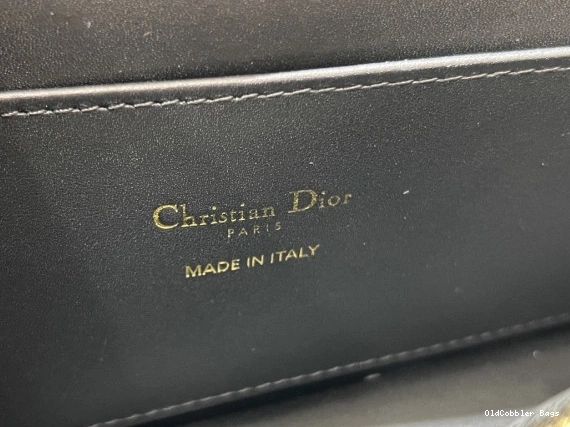 Christian Dior
PARIS
MADE IN ITALY
OldCobbler Bags